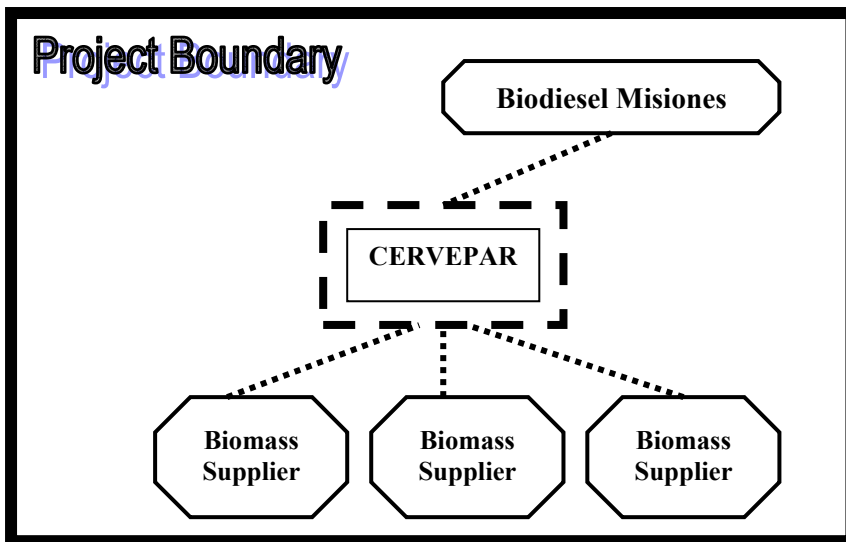 Project Boundary
Biodiesel Misiones
CERVEPAR
Biomass
Supplier
Biomass
Supplier
Biomass
Supplier